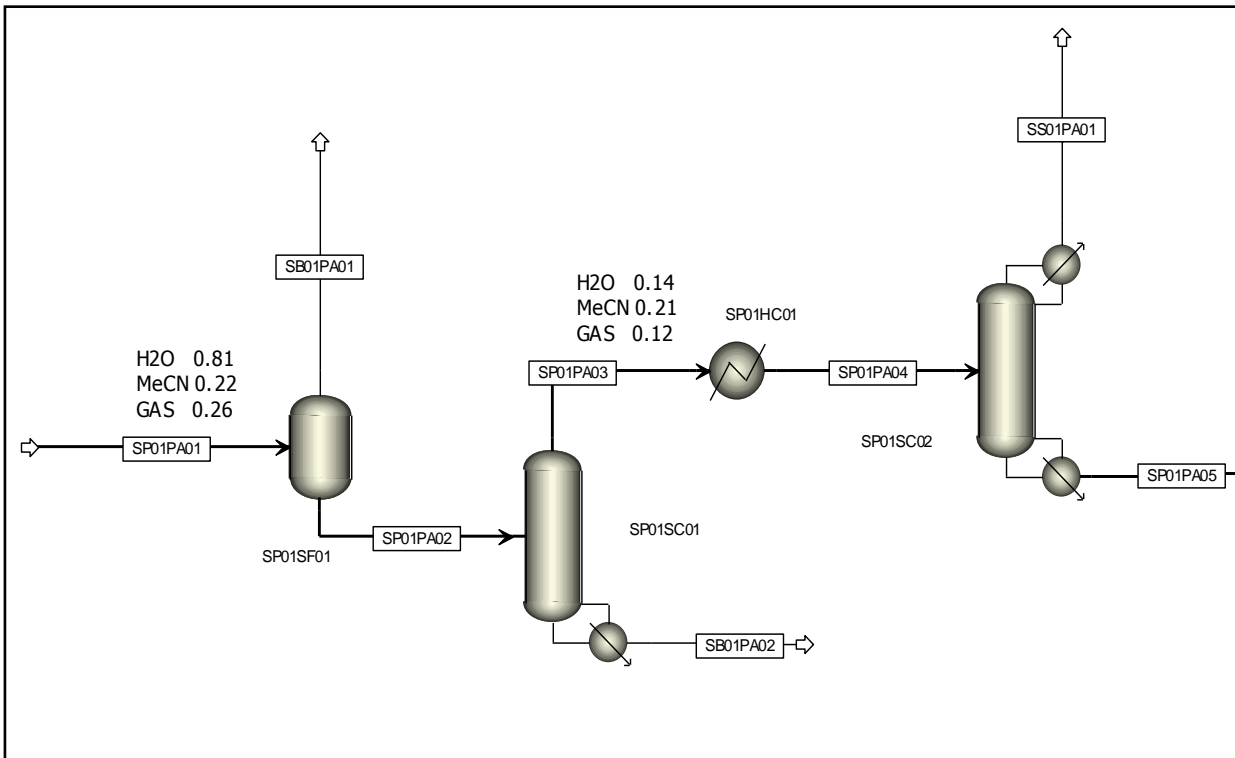 SS01PA01
SB01PA01
H2O 0.14
MeCN 0.21
GAS 0.12
SP01HC01
H2O 0.81
MeCN 0.22
GAS 0.26
SP01PA03
SP01PA04
SP01PA01
SP01SC02
SP01PA05
SP01SF01
SP01PA02
SP01SC01
SB01PA02